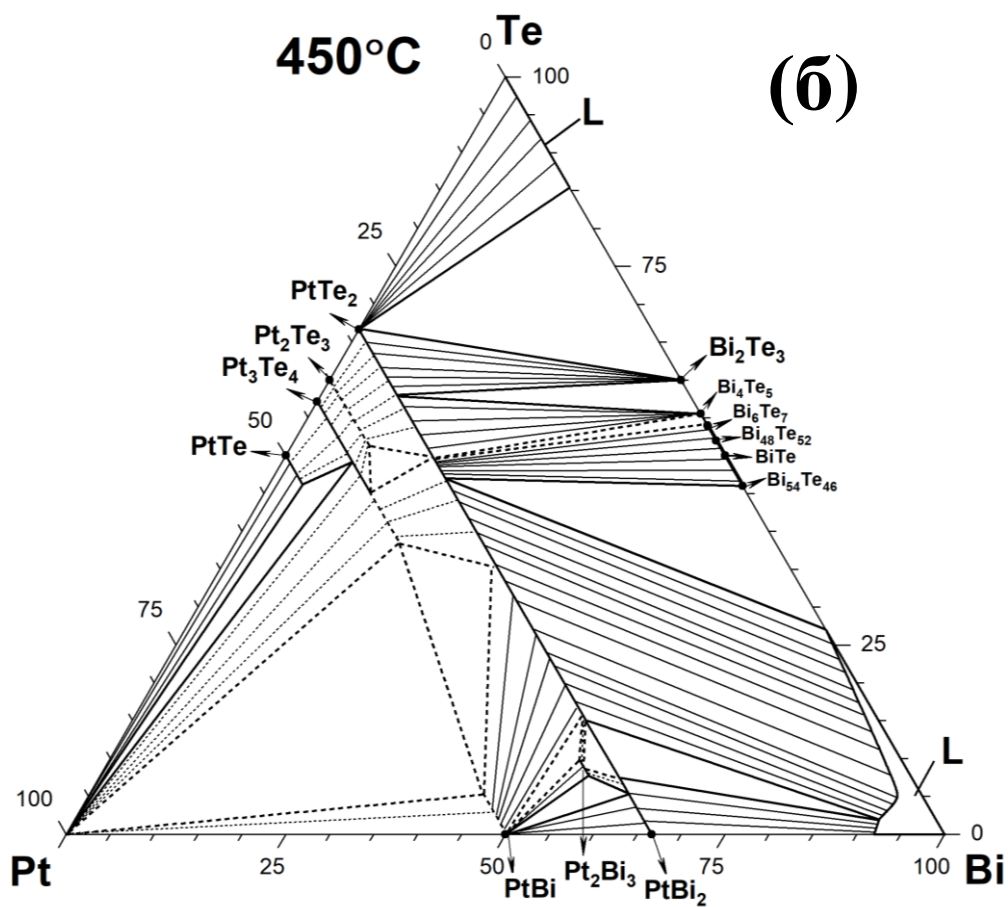 450°C
(б)
0 Te
100
L
25
75
PtTe₂
Bi₂Te₃
Pt₂Te₃
Pt₃Te₄
Bi₄Te₅
Bi₆Te₇
50
Bi₄₈Te₅₂
PtTe
BiTe
Bi₅₄Te₄₆
75
25
L
100
0
Pt
25
50
75
100
Bi
PtBi
Pt₂Bi₃
PtBi₂